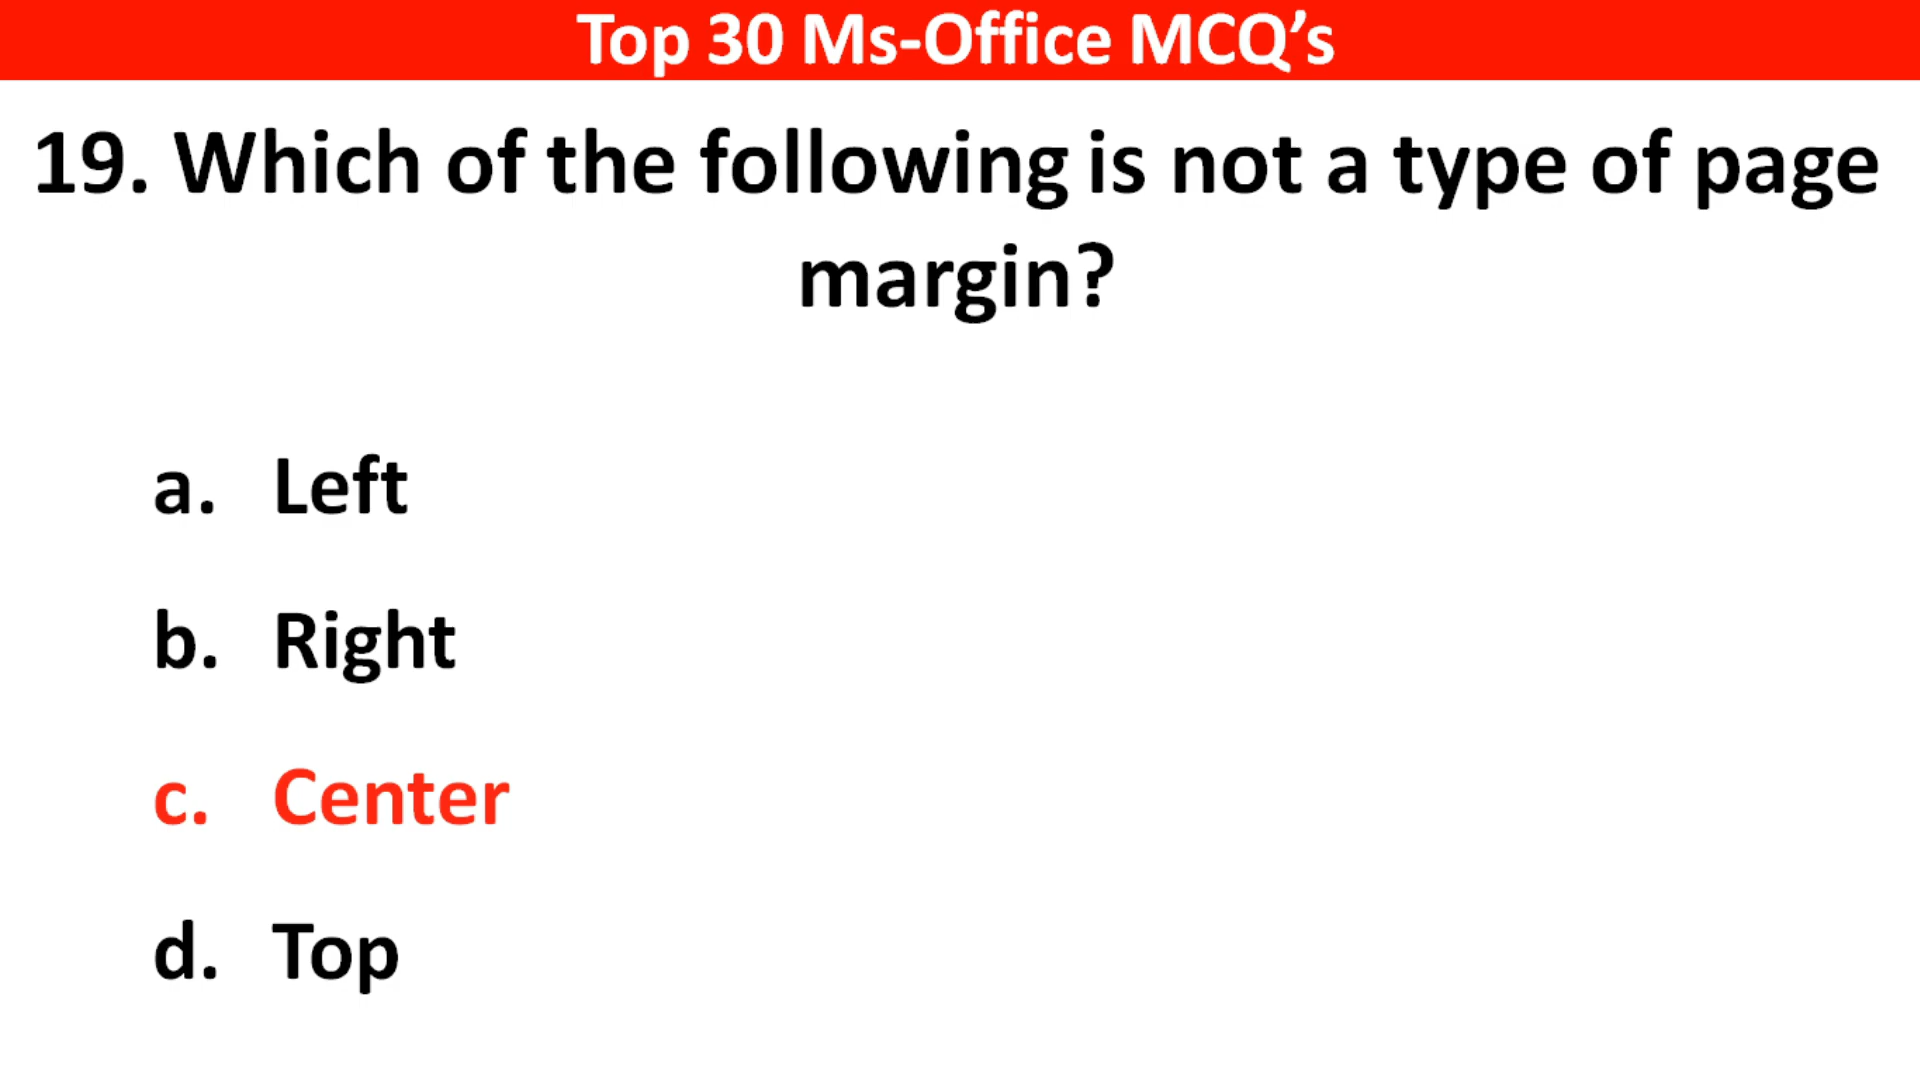 Top 30 Ms-Office MCQ’s
19. Which of the following is not a type of page
margin?
a. Left
b. Right
c. Center
d. Top